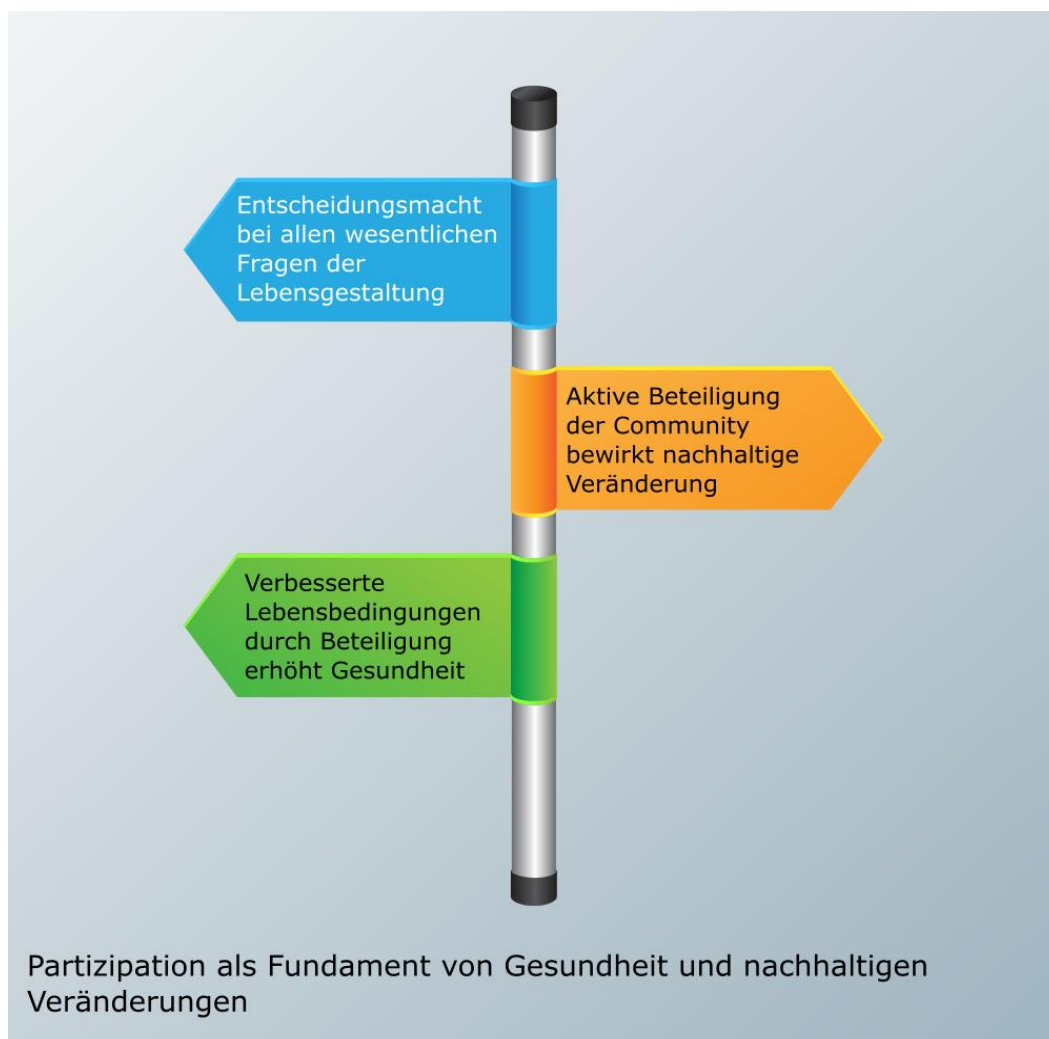 Entscheidungsmacht
bei allen wesentlichen
Fragen der
Lebensgestaltung
Aktive Beteiligung
der Community
bewirkt nachhaltige
Veränderung
Verbesserte
Lebensbedingungen
durch Beteiligung
erhöht Gesundheit
Partizipation als Fundament von Gesundheit und nachhaltigen
Veränderungen